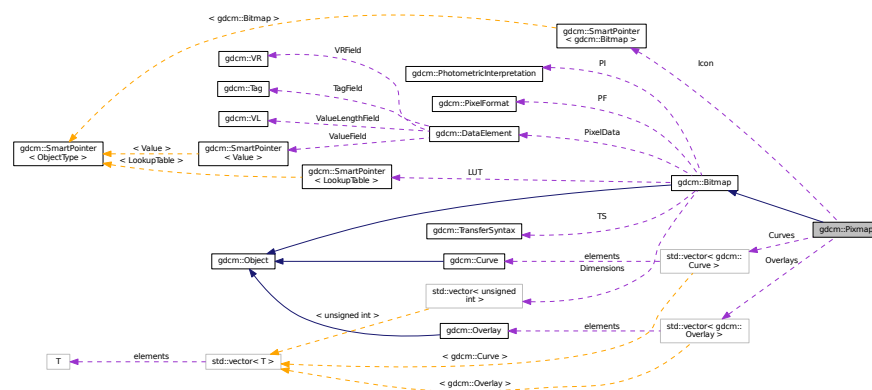 < gdcm::Bitmap >
gdcm::SmartPointer
< gdcm::Bitmap >
VRField
gdcm::VR
PI
Icon
gdcm::PhotometricInterpretation
TagField
gdcm::Tag
PF
gdcm::PixelFormat
ValueLengthField
gdcm::VL
gdcm::DataElement
PixelData
ValueField
gdcm::SmartPointer
< ObjectType >
< Value >
gdcm::SmartPointer
< Value >
< LookupTable >
gdcm::SmartPointer
< LookupTable >
LUT
gdcm::Bitmap
TS
gdcm::TransferSyntax
gdcm::Pixmap
Curves
gdcm::Object
gdcm::Curve
elements
Dimensions
std::vector< gdcm::
Curve >
Overlays
std::vector< unsigned
int >
< unsigned int >
gdcm::Overlay
elements
std::vector< gdcm::
Overlay >
T
elements
std::vector< T >
< gdcm::Curve >
< gdcm::Overlay >